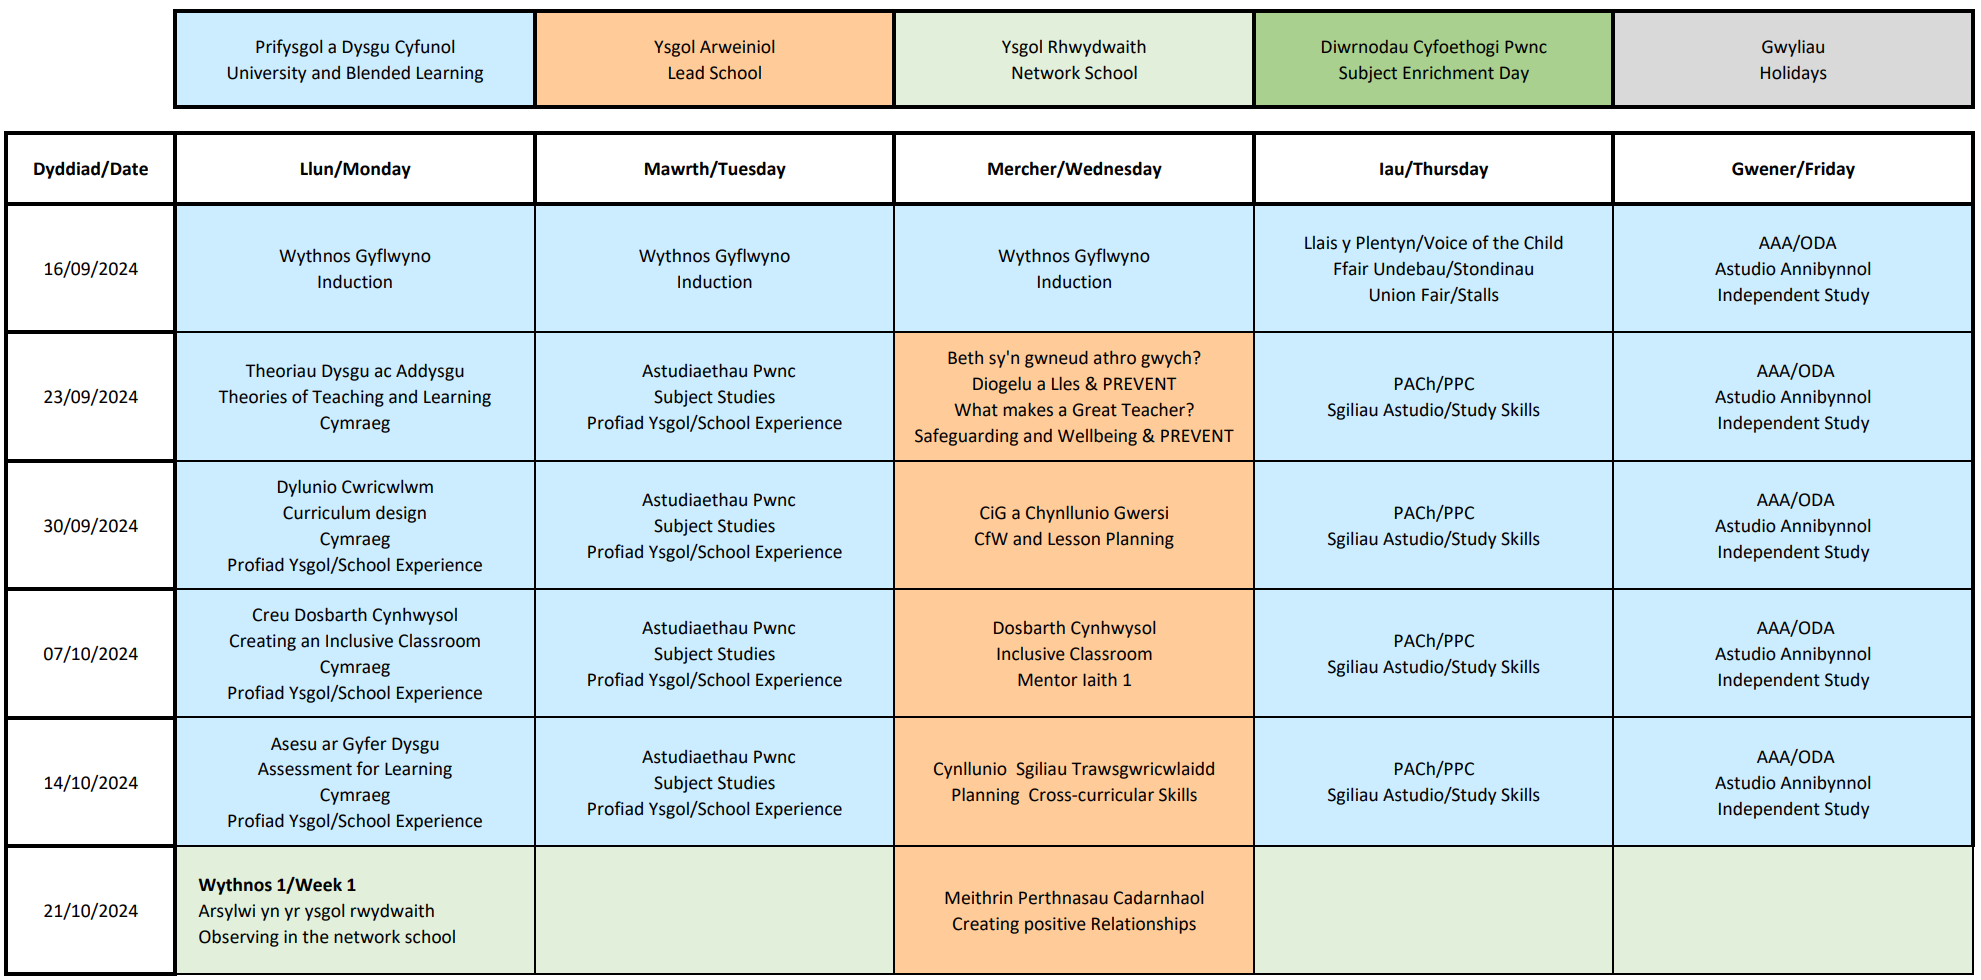 Prifysgol a Dysgu Cyfunol
University and Blended Learning
Ysgol Arweiniol
Lead School
Ysgol Rhwydwaith
Network School
Diwrnodau Cyfoethogi Pwnc
Subject Enrichment Day
Gwyliau
Holidays
Dyddiad/Date
Llun/Monday
Mawrth/Tuesday
Mercher/Wednesday
Iau/Thursday
Gwener/Friday
16/09/2024
Wythnos Gyflwyno
Induction
Wythnos Gyflwyno
Induction
Wythnos Gyflwyno
Induction
Llais y Plentyn/Voice of the Child
Ffair Undebau/Stondinau
Union Fair/Stalls
AAA/ODA
Astudio Annibynnol
Independent Study
23/09/2024
Theoriau Dysgu ac Addysgu
Theories of Teaching and Learning
Cymraeg
Astudiaethau Pwnc
Subject Studies
Profiad Ysgol/School Experience
Beth sy'n gwneud athro gwych?
Diogelu a Lles & PREVENT
What makes a Great Teacher?
Safeguarding and Wellbeing & PREVENT
PACh/PPC
Sgiliau Astudio/Study Skills
AAA/ODA
Astudio Annibynnol
Independent Study
30/09/2024
Dylunio Cwricwlwm
Curriculum design
Cymraeg
Profiad Ysgol/School Experience
Astudiaethau Pwnc
Subject Studies
Profiad Ysgol/School Experience
CiG a Chynllunio Gwersi
CfW and Lesson Planning
PACh/PPC
Sgiliau Astudio/Study Skills
AAA/ODA
Astudio Annibynnol
Independent Study
07/10/2024
Creu Dosbarth Cynhwysol
Creating an Inclusive Classroom
Cymraeg
Profiad Ysgol/School Experience
Astudiaethau Pwnc
Subject Studies
Profiad Ysgol/School Experience
Dosbarth Cynhwysol
Inclusive Classroom
Mentor Iaith 1
PACh/PPC
Sgiliau Astudio/Study Skills
AAA/ODA
Astudio Annibynnol
Independent Study
14/10/2024
Asesu ar Gyfer Dysgu
Assessment for Learning
Cymraeg
Profiad Ysgol/School Experience
Astudiaethau Pwnc
Subject Studies
Profiad Ysgol/School Experience
Cynllunio Sgiliau Trawsgwricwlaidd
Planning Cross-curricular Skills
PACh/PPC
Sgiliau Astudio/Study Skills
AAA/ODA
Astudio Annibynnol
Independent Study
21/10/2024
Wythnos 1/Week 1
Arsylwi yn yr ysgol rwydwaith
Observing in the network school
Meithrin Perthnasau Cadarnhaol
Creating positive Relationships